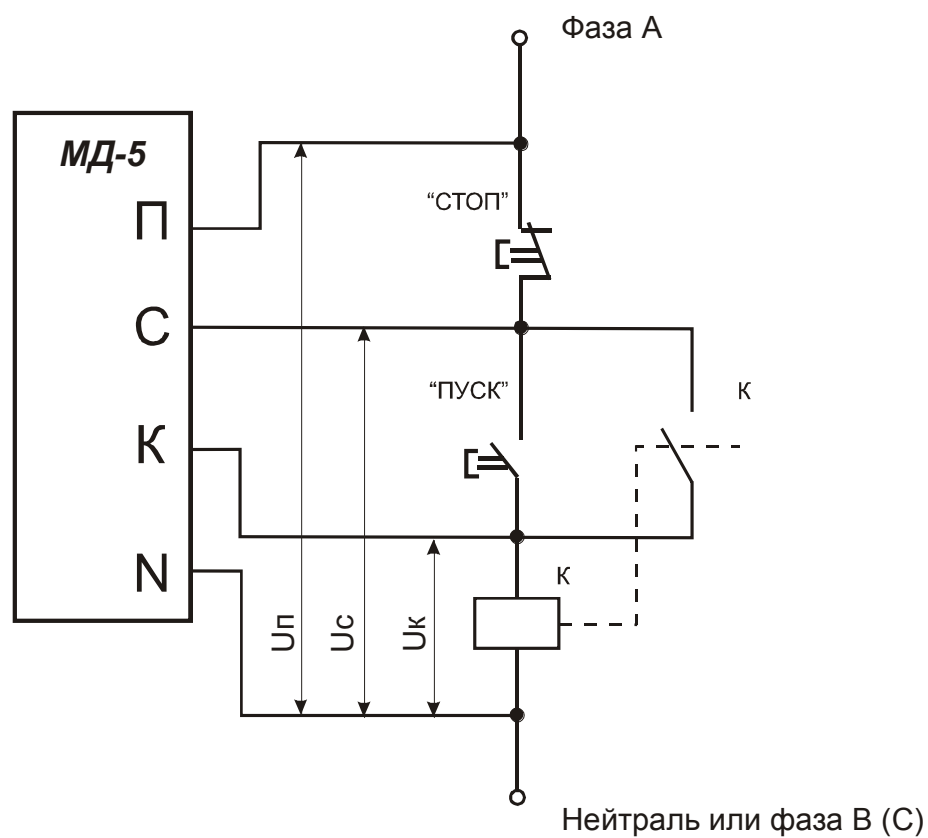 Фаза А
МД-5
П
"СТОП"
С
"ПУСК"
К
К
N
К
Uп
Uс
Uк
Нейтраль или фаза В (С)